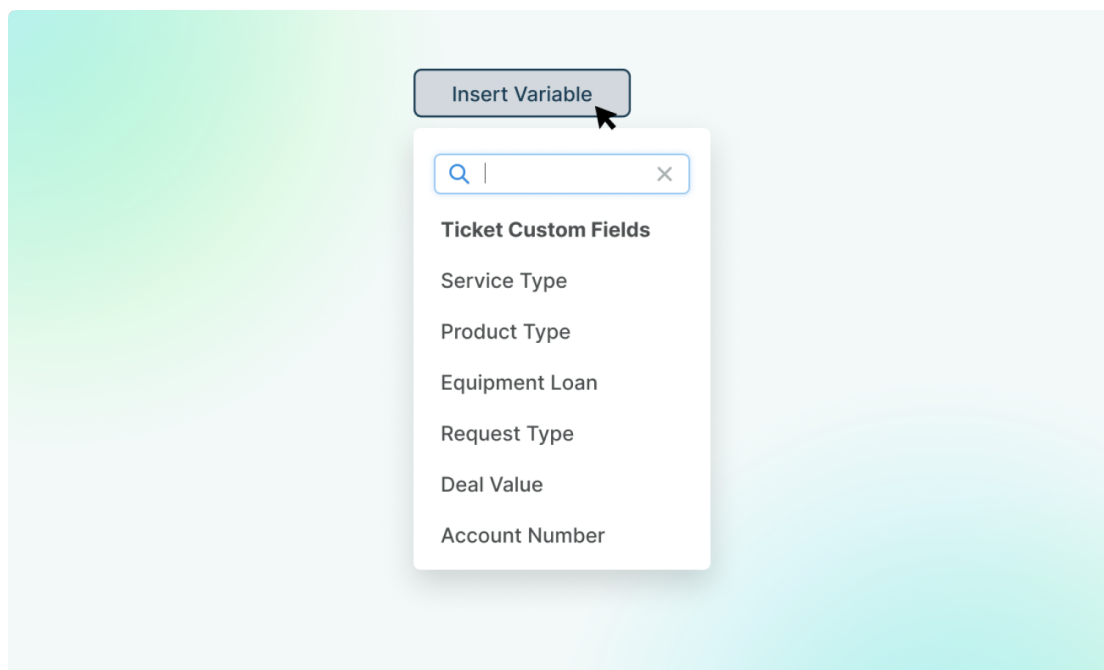 Insert Variable
Ticket Custom Fields
Service Type
Product Type
Equipment Loan
Request Type
Deal Value
Account Number